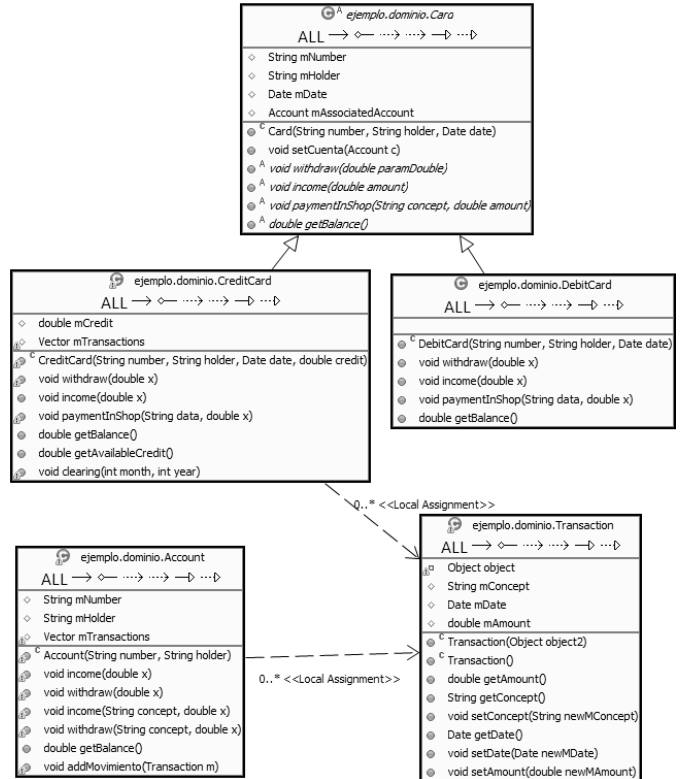 ejemplo.dominio.Card
ALL
String mNumber
String mHolder
Date mDate
Account mAssociatedAccount
Card(String number, String holder, Date date)
void setCuenta(Account c)
void withdraw(double paramDouble)
void income(double amount)
void paymentInShop(String concept, double amount)
double getBalance()
ejemplo.dominio.CreditCard
ALL
double mCredit
Vector mTransactions
CreditCard(String number, String holder, Date date, double credit)
void withdraw(double x)
void income(double x)
void paymentInShop(String data, double x)
double getBalance()
double getAvailableCredit()
void clearing(int month, int year)
ejemplo.dominio.DebitCard
ALL
DebitCard(String number, String holder, Date date)
void withdraw(double x)
void income(double x)
void paymentInShop(String data, double x)
double getBalance()
0..* <<Local Assignment>>
ejemplo.dominio.Account
ALL
String mNumber
String mHolder
Vector mTransactions
Account(String number, String holder)
void income(double x)
void withdraw(double x)
void income(String concept, double x)
void withdraw(String concept, double x)
double getBalance()
void addMovimiento(Transaction m)
0..* <<Local Assignment>>
ejemplo.dominio.Transaction
ALL
Object object
String mConcept
Date mDate
double mAmount
Transaction(Object object2)
Transaction()
double getAmount()
String getConcept()
void setConcept(String newMConcept)
Date getDate()
void setDate(Date newMDate)
void setAmount(double newMAmount)